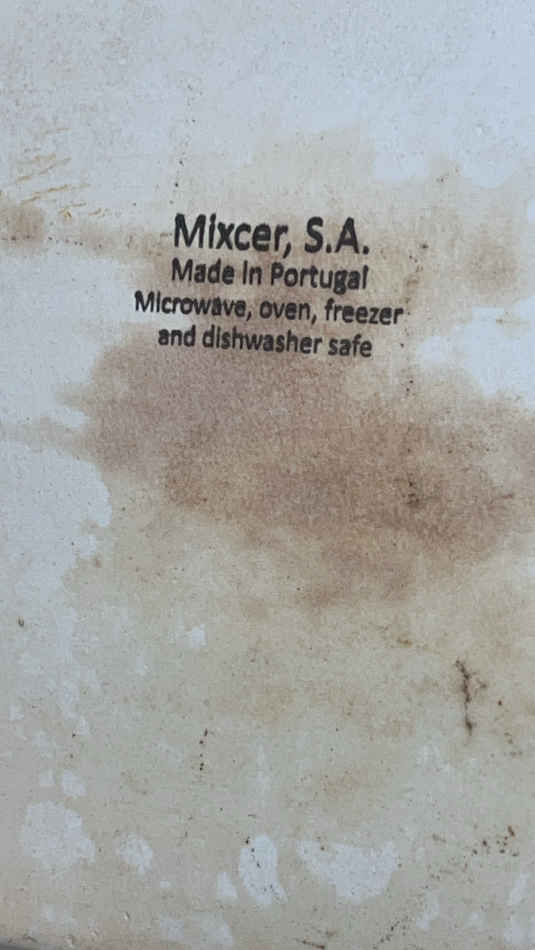 Mixcer, S.A.
Made in Portugal
Microwave, oven, freezer
and dishwasher safe